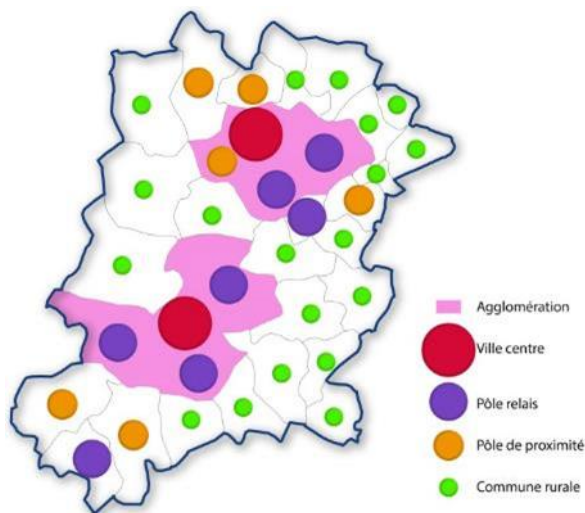 Agglomération
Ville centre
Pôle relais
Pôle de proximité
Commune rurale